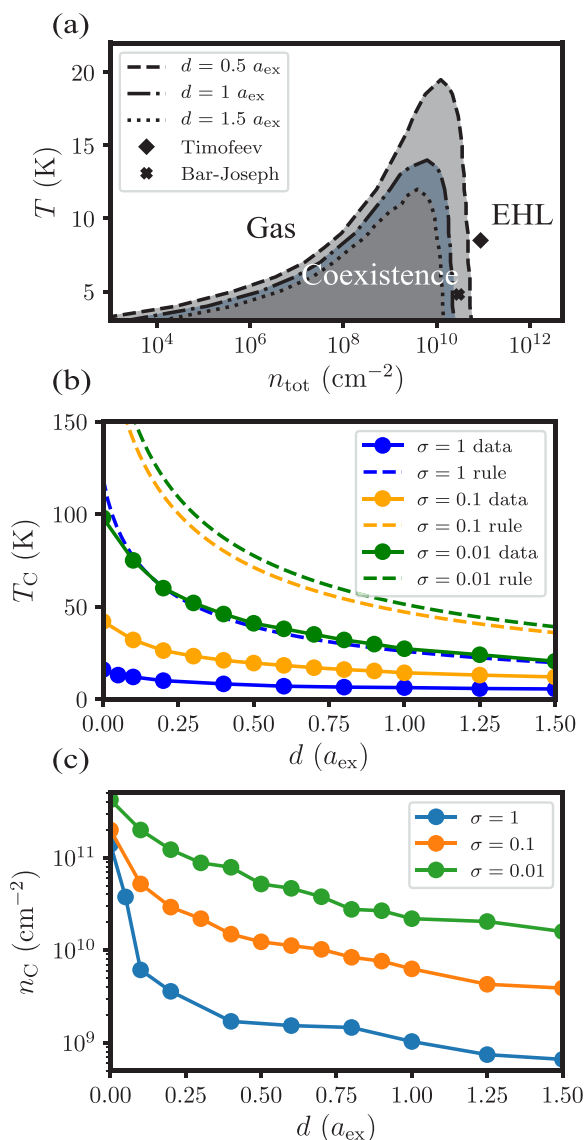 (a)
20
15
10
5
T (K)
d = 0.5 a_ex
d = 1 a_ex
d = 1.5 a_ex
Timofeev
Bar-Joseph
Gas
EHL
Coexistence
10^4 10^6 10^8 10^10 10^12
n_tot (cm^−2)
(b)
150
100
50
0
T_C (K)
σ = 1 data
σ = 1 rule
σ = 0.1 data
σ = 0.1 rule
σ = 0.01 data
σ = 0.01 rule
0.00 0.25 0.50 0.75 1.00 1.25 1.50
d (a_ex)
(c)
10^11
10^10
10^9
n_C (cm^−2)
σ = 1
σ = 0.1
σ = 0.01
0.00 0.25 0.50 0.75 1.00 1.25 1.50
d (a_ex)